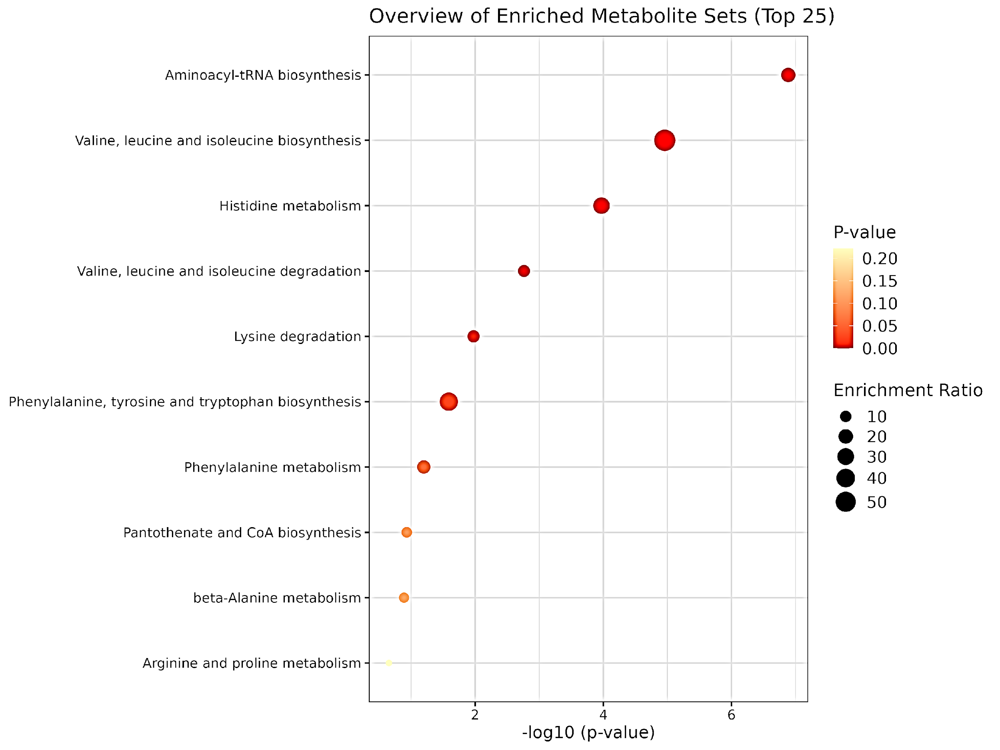 Overview of Enriched Metabolite Sets (Top 25)
Aminoacyl-tRNA biosynthesis
Valine, leucine and isoleucine biosynthesis
Histidine metabolism
Valine, leucine and isoleucine degradation
Lysine degradation
Phenylalanine, tyrosine and tryptophan biosynthesis
Phenylalanine metabolism
Pantothenate and CoA biosynthesis
beta-Alanine metabolism
Arginine and proline metabolism
2 4 6
-log10 (p-value)
P-value
0.20
0.15
0.10
0.05
0.00
Enrichment Ratio
10
20
30
40
50